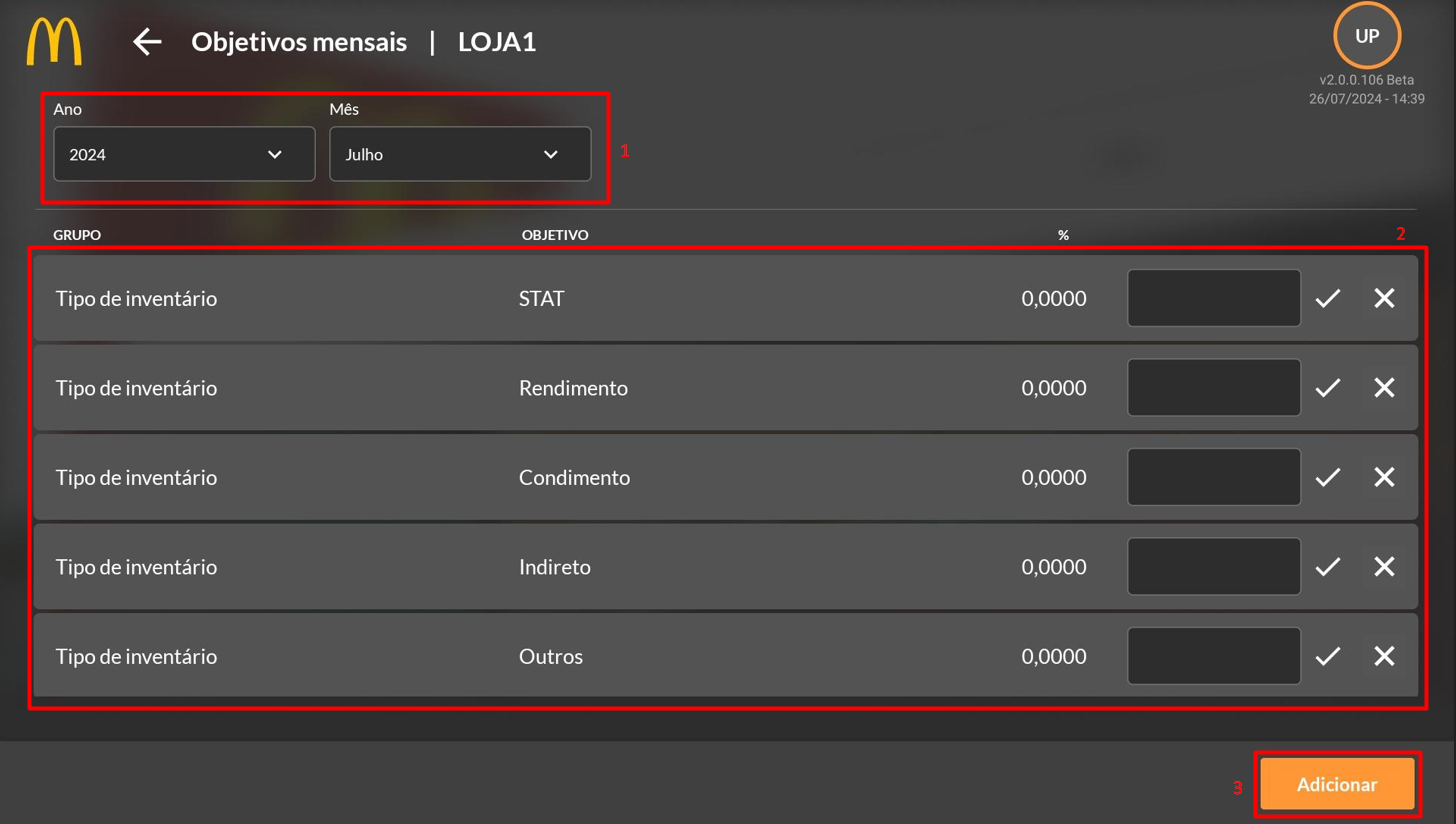 Objetivos mensais | LOJA1
UP
v2.0.0.106 Beta
26/07/2024 - 14:39
Ano
Mês
2024
Julho
1
GRUPO OBJETIVO % 2
Tipo de inventário STAT 0,0000
Tipo de inventário Rendimento 0,0000
Tipo de inventário Condimento 0,0000
Tipo de inventário Indireto 0,0000
Tipo de inventário Outros 0,0000
3 Adicionar